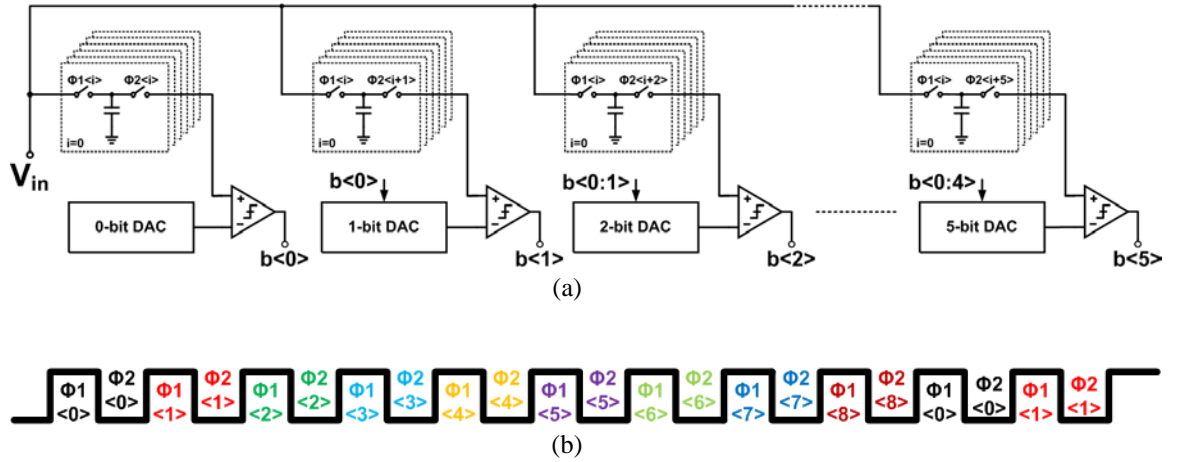 Φ1<i> Φ2<i>
i=0
Φ1<i> Φ2<i+1>
i=0
Φ1<i> Φ2<i+2>
i=0
Φ1<i> Φ2<i+5>
i=0
Vin
b<0>
b<0:1>
b<0:4>
0-bit DAC
1-bit DAC
2-bit DAC
5-bit DAC
+
−
+
−
+
−
+
−
b<0>
b<1>
b<2>
b<5>
(a)
Φ1 <0>
Φ2 <0>
Φ1 <1>
Φ2 <1>
Φ1 <2>
Φ2 <2>
Φ1 <3>
Φ2 <3>
Φ1 <4>
Φ2 <4>
Φ1 <5>
Φ2 <5>
Φ1 <6>
Φ2 <6>
Φ1 <7>
Φ2 <7>
Φ1 <8>
Φ2 <8>
Φ1 <0>
Φ2 <0>
Φ1 <1>
Φ2 <1>
(b)